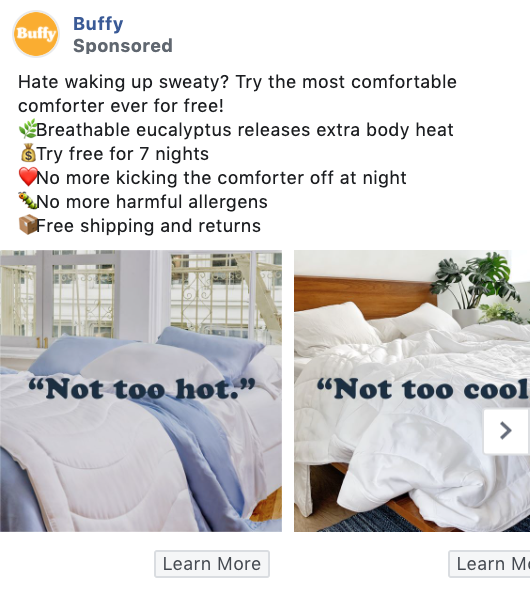 Buffy
Buffy
Sponsored
Hate waking up sweaty? Try the most comfortable
comforter ever for free!
🌿Breathable eucalyptus releases extra body heat
💰Try free for 7 nights
❤️No more kicking the comforter off at night
🐛No more harmful allergens
📦Free shipping and returns
“Not too hot.”
“Not too cool
Learn More
Learn